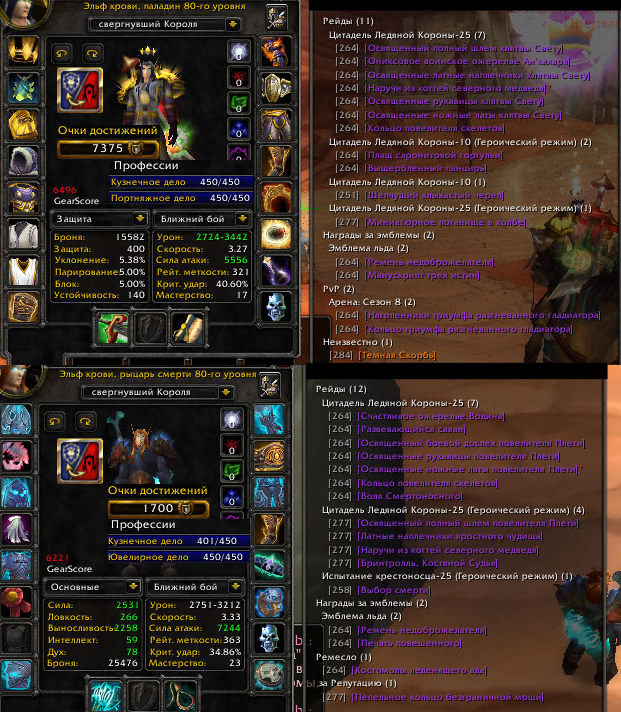 Эльф крови, паладин 80-го уровня
свергнувший Короля
0
0
0
0
Очки достижений
7375
Профессии
Кузнечное дело 450/450
Портняжное дело 450/450
6496
GearScore
Защита
Ближний бой
Броня: 15582
Защита: 400
Уклонение: 5.38%
Парирование: 5.00%
Блок: 5.00%
Устойчивость: 140
Урон: 2724-3442
Скорость: 3.27
Сила атаки: 5556
Рейт. меткости: 321
Крит. удар: 40.60%
Мастерство: 17
Рейды (11)
Цитадель Ледяной Короны-25 (7)
[264] [Освященный полный шлем клятвы Свету]
[264] [Ониксовое воинское ожерелье Ан'кахара]
[264] [Освященные латные наплечники клятвы Свету]
[264] [Наручи из когтей северного медведя]
[264] [Освященные рукавицы клятвы Свету]
[264] [Освященные ножные латы клятвы Свету]
[264] [Кольцо повелителя скелетов]
Цитадель Ледяной Короны-10 (Героический режим) (2)
[264] [Плащ саронитовой горгульи]
[264] [Выщербленный панцирь]
Цитадель Ледяной Короны-10 (1)
[251] [Шепчущий клыкастый череп]
Цитадель Ледяной Короны-25 (Героический режим) (1)
[277] [Миниатюрное поганище в колбе]
Награды за эмблемы (2)
Эмблема льда (2)
[264] [Ремень недоброжелателя]
[264] [Манускрипт трех истин]
PvP (2)
Арена: Сезон 8 (2)
[264] [Наголенники триумфа разгневанного гладиатора]
[264] [Кольцо триумфа разгневанного гладиатора]
Неизвестно (1)
[284] [Темная Скорбь]
Эльф крови, рыцарь смерти 80-го уровня
свергнувший Короля
0
0
0
0
Очки достижений
1700
Профессии
Кузнечное дело 401/450
Ювелирное дело 450/450
6221
GearScore
Основные
Ближний бой
Сила: 2531
Ловкость: 266
Выносливость: 2258
Интеллект: 59
Дух: 78
Броня: 25476
Урон: 2751-3212
Скорость: 3.33
Сила атаки: 7244
Рейт. меткости: 363
Крит. удар: 34.86%
Мастерство: 23
Рейды (12)
Цитадель Ледяной Короны-25 (7)
[264] [Счастливое ожерелье Водина]
[264] [Развевающийся саван]
[264] [Освященный боевой доспех повелителя Плети]
[264] [Освященные рукавицы повелителя Плети]
[264] [Освященные ножные латы повелителя Плети]
[264] [Кольцо повелителя скелетов]
[264] [Воля Смертоносного]
Цитадель Ледяной Короны-25 (Героический режим) (4)
[277] [Освященный полный шлем повелителя Плети]
[277] [Латные наплечники яростного чудища]
[277] [Наручи из когтей северного медведя]
[277] [Бринтролль, Костяной Судья]
Испытание крестоносца-25 (Героический режим) (1)
[258] [Выбор смерти]
Награды за эмблемы (2)
Эмблема льда (2)
[264] [Ремень недоброжелателя]
[264] [Печать повешенного]
Ремесло (1)
[264] [Костоломы леденящего ада]
за Репутацию (1)
[277] [Пепельное кольцо безграничной мощи]